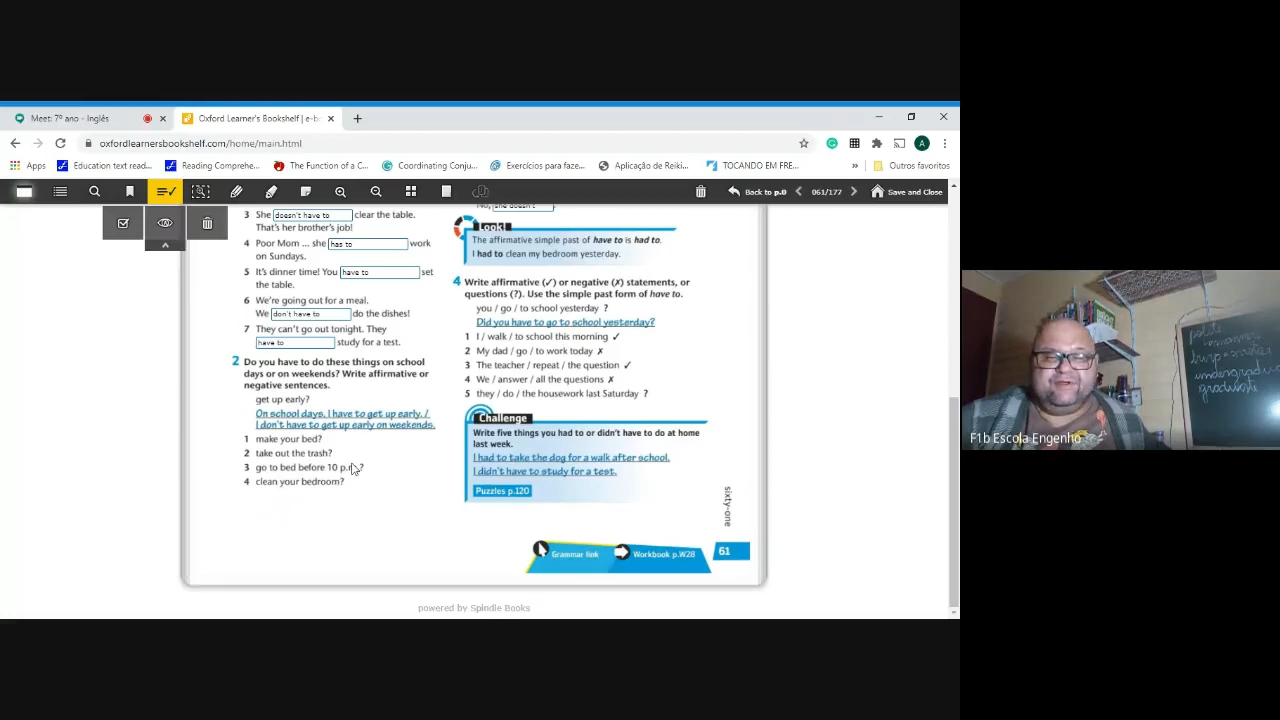 Meet: 7º ano - Inglês
Oxford Learner's Bookshelf | e-b
oxfordlearnersbookshelf.com/home/main.html
A
Apps
Education text read...
Reading Comprehe...
The Function of a C...
Coordinating Conju...
Exercícios para faze...
Aplicação de Reiki...
TOCANDO EM FRE...
»
Outros favoritos
Back to p.0
061/177
Save and Close
3 She doesn't have to clear the table.
That's her brother's job!
4 Poor Mom ... she has to work
on Sundays.
5 It's dinner time! You have to set
the table.
6 We're going out for a meal.
We don't have to do the dishes!
7 They can't go out tonight. They
have to study for a test.
2 Do you have to do these things on school
days or on weekends? Write affirmative or
negative sentences.
get up early?
On school days, I have to get up early. /
I don't have to get up early on weekends.
1 make your bed?
2 take out the trash?
3 go to bed before 10 p.m.?
4 clean your bedroom?
No, she doesn't .
Look!
The affirmative simple past of have to is had to.
I had to clean my bedroom yesterday.
4 Write affirmative (✓) or negative (✗) statements, or
questions (?). Use the simple past form of have to.
you / go / to school yesterday ?
Did you have to go to school yesterday?
1 I / walk / to school this morning ✓
2 My dad / go / to work today ✗
3 The teacher / repeat / the question ✓
4 We / answer / all the questions ✗
5 they / do / the housework last Saturday ?
Challenge
Write five things you had to or didn't have to do at home
last week.
I had to take the dog for a walk after school.
I didn't have to study for a test.
Puzzles p.120
sixty-one
Grammar link
Workbook p.W28
61
powered by Spindle Books
polite
undergradu
graduate
F1b Escola Engenho